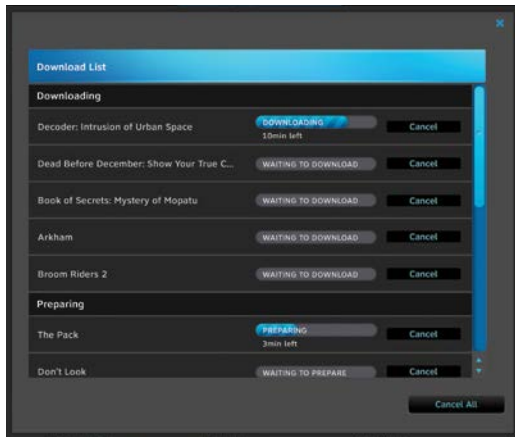 Download List
Downloading
Decoder: Intrusion of Urban Space DOWNLOADING Cancel
10min left
Dead Before December: Show Your True C... WAITING TO DOWNLOAD Cancel
Book of Secrets: Mystery of Mopatu WAITING TO DOWNLOAD Cancel
Arkham WAITING TO DOWNLOAD Cancel
Broom Riders 2 WAITING TO DOWNLOAD Cancel
Preparing
The Pack PREPARING Cancel
3min left
Don't Look WAITING TO PREPARE Cancel
Cancel All